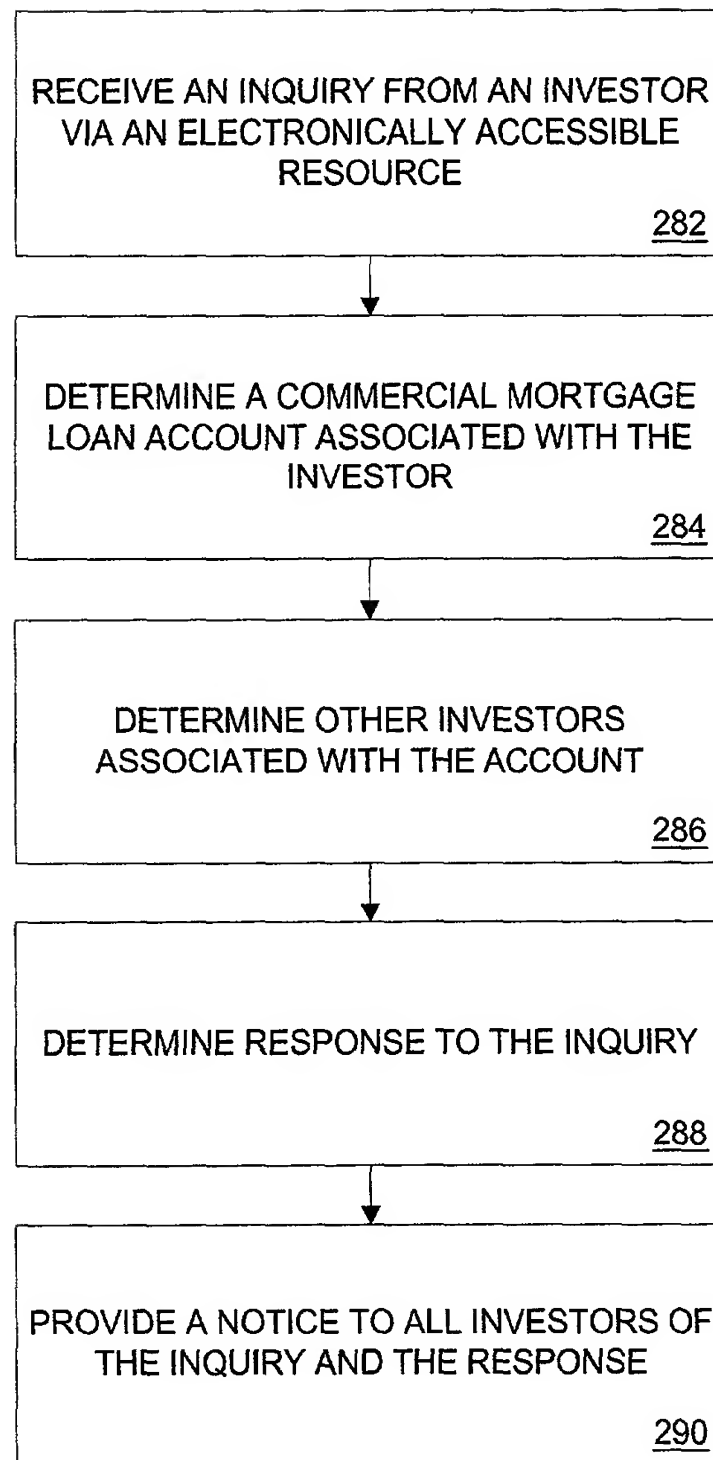 RECEIVE AN INQUIRY FROM AN INVESTOR
VIA AN ELECTRONICALLY ACCESSIBLE
RESOURCE
282
DETERMINE A COMMERCIAL MORTGAGE
LOAN ACCOUNT ASSOCIATED WITH THE
INVESTOR
284
DETERMINE OTHER INVESTORS
ASSOCIATED WITH THE ACCOUNT
286
DETERMINE RESPONSE TO THE INQUIRY
288
PROVIDE A NOTICE TO ALL INVESTORS OF
THE INQUIRY AND THE RESPONSE
290